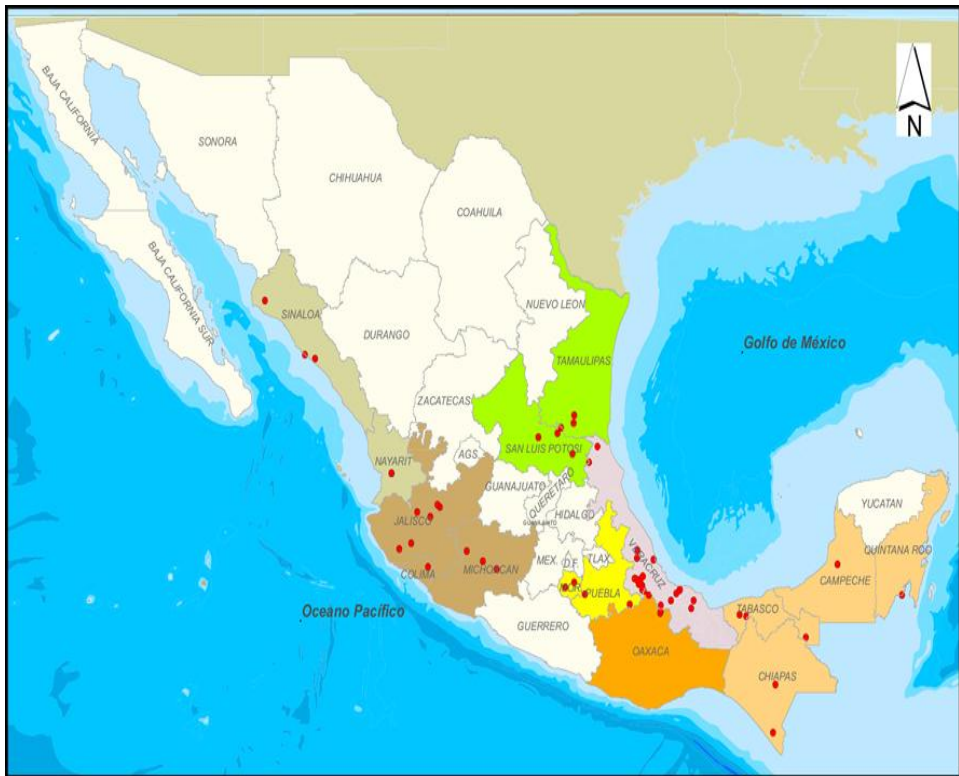 N
BAJA CALIFORNIA
SONORA
CHIHUAHUA
COAHUILA
BAJA CALIFORNIA SUR
SINALOA
NUEVO LEON
DURANGO
Golfo de México
TAMAULIPAS
ZACATECAS
SAN LUIS POTOSI
AGS.
NAYARIT
GUANAJUATO
QUERETARO
YUCATAN
HIDALGO
JALISCO
VERACRUZ
QUINTANA ROO
MEX.
D.F.
TLAX.
COLIMA
MICHOACAN
CAMPECHE
MOR.
PUEBLA
TABASCO
Oceano Pacífico
GUERRERO
OAXACA
CHIAPAS